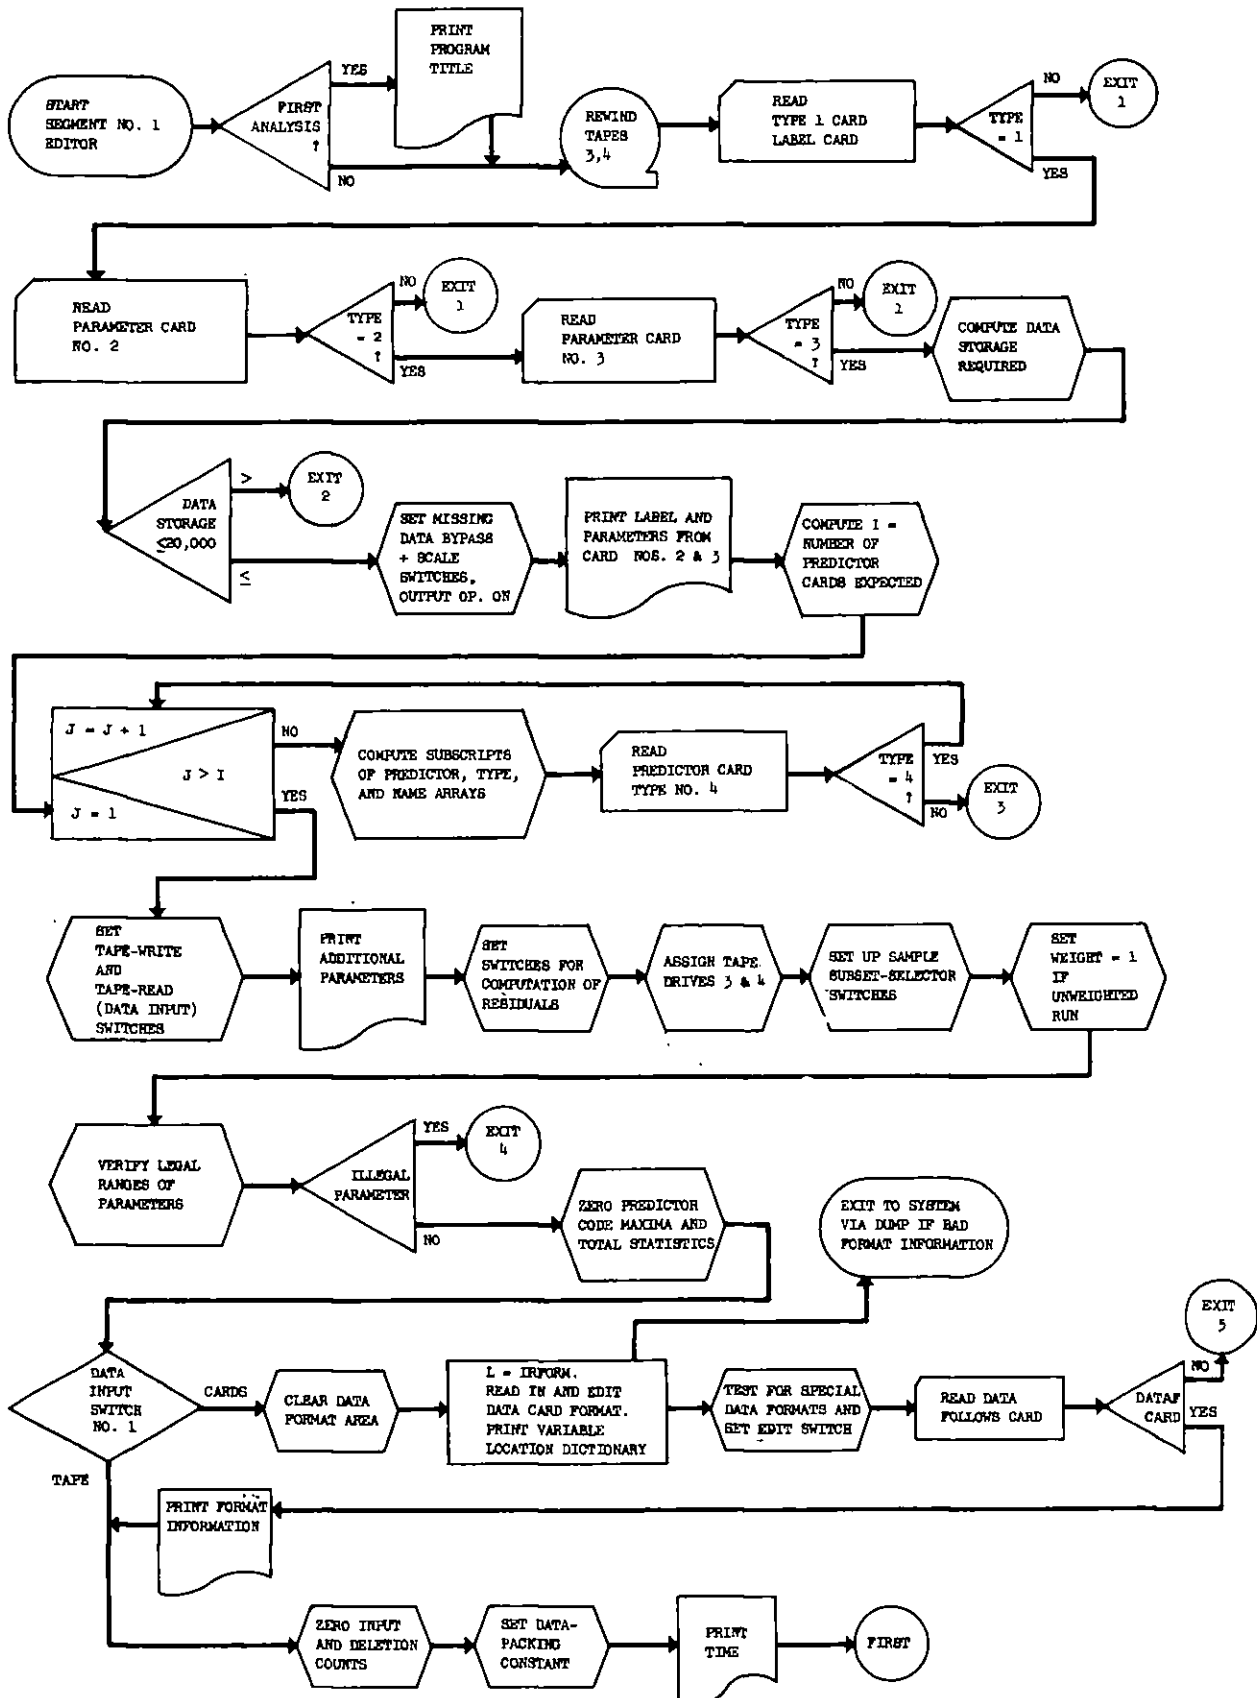 START
SEGMENT NO. 1
EDITOR
FIRST
ANALYSIS
?
YES
NO
PRINT
PROGRAM
TITLE
REWIND
TAPES
3,4
READ
TYPE 1 CARD
LABEL CARD
TYPE
= 1
NO
YES
EXIT
1
READ
PARAMETER CARD
NO. 2
TYPE
= 2
?
NO
YES
EXIT
1
READ
PARAMETER CARD
NO. 3
TYPE
= 3
?
NO
YES
EXIT
1
COMPUTE DATA
STORAGE
REQUIRED
DATA
STORAGE
≤20,000
>
≤
EXIT
2
SET MISSING
DATA BYPASS
+ SCALE
SWITCHES,
OUTPUT OP. ON
PRINT LABEL AND
PARAMETERS FROM
CARD NOS. 2 & 3
COMPUTE I =
NUMBER OF
PREDICTOR
CARDS EXPECTED
J = J + 1
J > I
J = 1
NO
YES
COMPUTE SUBSCRIPTS
OF PREDICTOR, TYPE,
AND NAME ARRAYS
READ
PREDICTOR CARD
TYPE NO. 4
TYPE
= 4
?
YES
NO
EXIT
3
SET
TAPE-WRITE
AND
TAPE-READ
(DATA INPUT)
SWITCHES
PRINT
ADDITIONAL
PARAMETERS
SET
SWITCHES FOR
COMPUTATION OF
RESIDUALS
ASSIGN TAPE
DRIVES 3 & 4
SET UP SAMPLE
SUBSET-SELECTOR
SWITCHES
SET
WEIGHT = 1
IF
UNWEIGHTED
RUN
VERIFY LEGAL
RANGES OF
PARAMETERS
ILLEGAL
PARAMETER
YES
NO
EXIT
4
ZERO PREDICTOR
CODE MAXIMA AND
TOTAL STATISTICS
EXIT TO SYSTEM
VIA DUMP IF BAD
FORMAT INFORMATION
DATA
INPUT
SWITCH
NO. 1
CARDS
TAPE
CLEAR DATA
FORMAT AREA
L = IRFORM.
READ IN AND EDIT
DATA CARD FORMAT.
PRINT VARIABLE
LOCATION DICTIONARY
TEST FOR SPECIAL
DATA FORMATS AND
SET EDIT SWITCH
READ DATA
FOLLOWS CARD
DATAF
CARD
NO
YES
EXIT
5
PRINT FORMAT
INFORMATION
ZERO INPUT
AND DELETION
COUNTS
SET DATA-
PACKING
CONSTANT
PRINT
TIME
FIRST